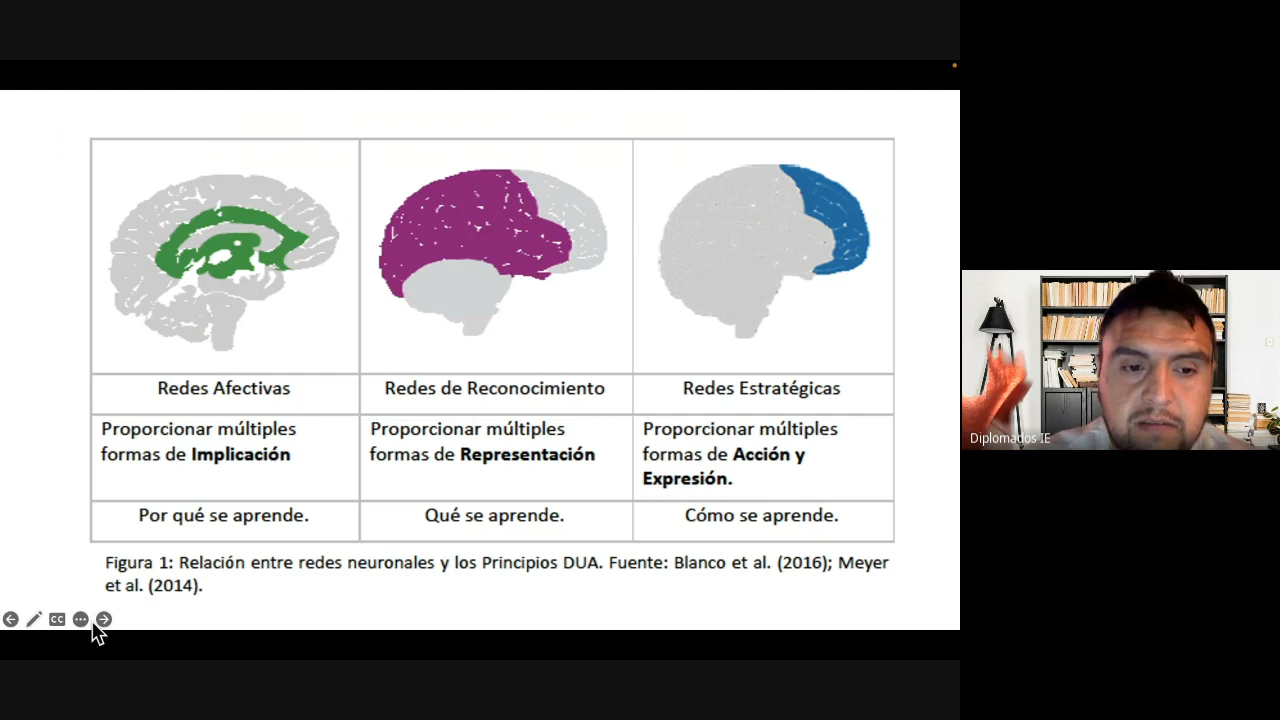 Redes Afectivas
Redes de Reconocimiento
Redes Estratégicas
Proporcionar múltiples
formas de Implicación
Proporcionar múltiples
formas de Representación
Proporcionar múltiples
formas de Acción y
Expresión.
Por qué se aprende.
Qué se aprende.
Cómo se aprende.
Figura 1: Relación entre redes neuronales y los Principios DUA. Fuente: Blanco et al. (2016); Meyer
et al. (2014).
CC
Diplomados IE